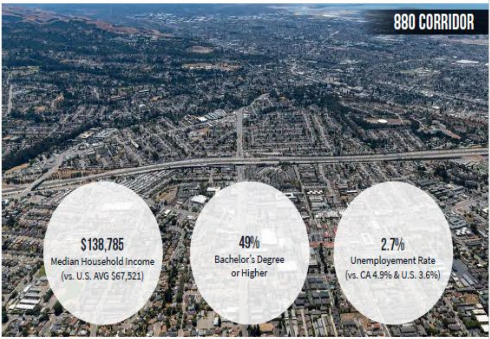 880 CORRIDOR
$138,785
Median Household Income
(vs. U.S. AVG $67,521)
49%
Bachelor's Degree
or Higher
2.7%
Unemployement Rate
(vs. CA 4.9% & U.S. 3.6%)